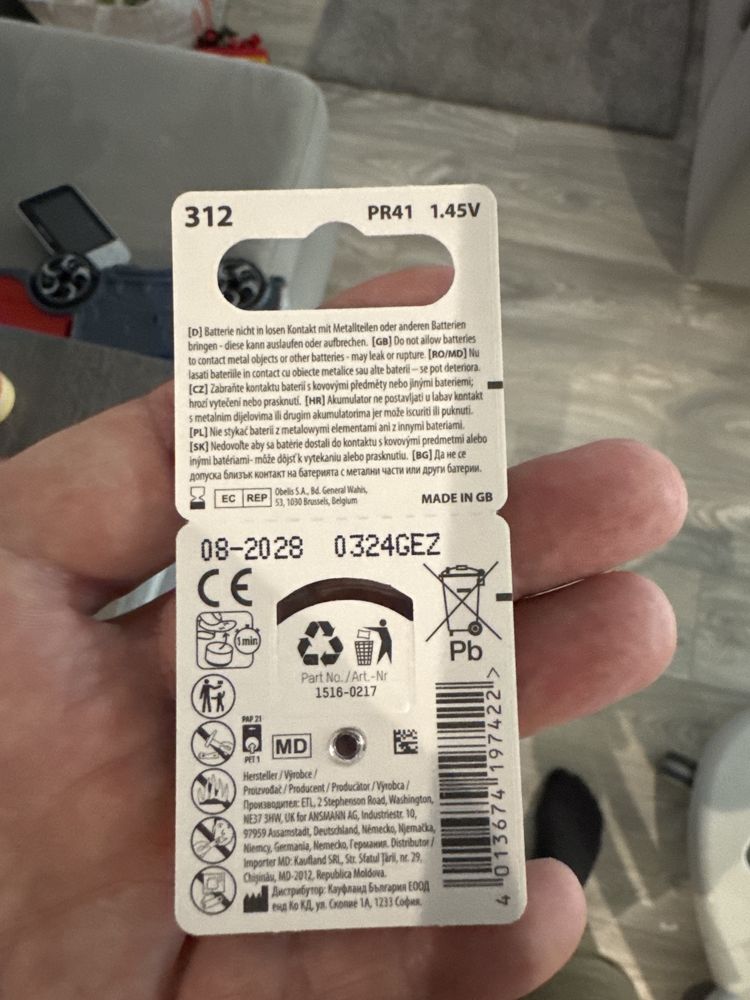 312 PR41 1.45V
[D] Batterie nicht in losen Kontakt mit Metallteilen oder anderen Batterien
bringen - diese kann auslaufen oder aufbrechen. [GB] Do not allow batteries
to contact metal objects or other batteries - may leak or rupture. [RO/MD] Nu
lasati bateriile in contact cu obiecte metalice sau alte baterii – se pot deteriora.
[CZ] Zabraňte kontaktu baterií s kovovými předměty nebo jinými bateriemi;
hrozí vytečení nebo prasknutí. [HR] Akumulator ne postavljati u labav kontakt
s metalnim dijelovima ili drugim akumulatorima jer može iscuriti ili puknuti.
[PL] Nie stykać baterii z metalowymi elementami ani z innymi bateriami.
[SK] Nedovoľte aby sa batérie dostali do kontaktu s kovovými predmetmi alebo
inými batériami- môže dôjsť k vytekaniu alebo prasknutiu. [BG] Да не се
допуска близък контакт на батерията с метални части или други батерии.
EC REP
Obelis S.A., Bd. General Wahis,
53, 1030 Brussels, Belgium
MADE IN GB
08-2028 0324GEZ
CE
1min
Pb
Part No./Art.-Nr
1516-0217
PAP 21
PET 1
MD
Hersteller / Výrobce /
Proizvođač / Producent / Producător / Výrobca /
Производител: ETL, 2 Stephenson Road, Washington,
NE37 3HW, UK for ANSMANN AG, Industriestr. 10,
97959 Assamstadt, Deutschland, Německo, Njemačka,
Niemcy, Germania, Nemecko, Германия. Distributor /
Importer MD: Kaufland SRL, Str. Sfatul Țării, nr. 29,
Chișinău, MD-2012, Republica Moldova.
Дистрибутор: Кауфланд България ЕООД
енд Ко КД, ул. Скопие 1А, 1233 София.
4 013674 197422 >